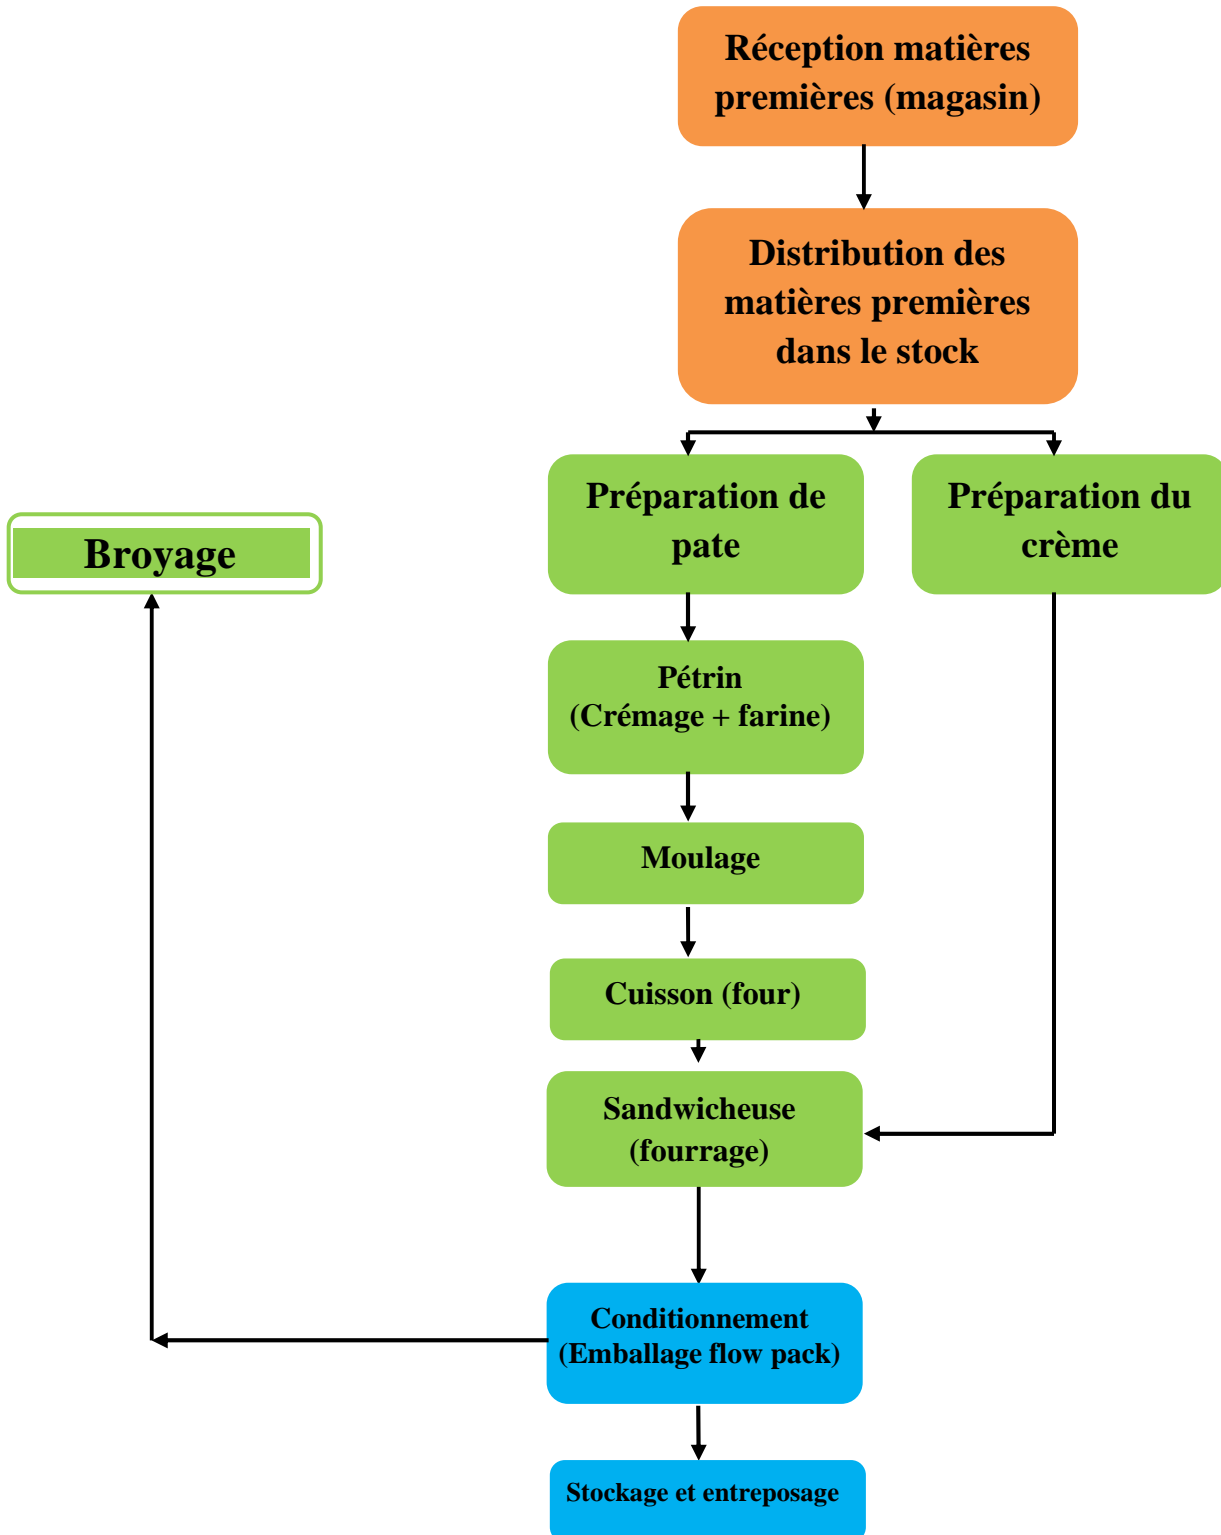 Réception matières
premières (magasin)
Distribution des
matières premières
dans le stock
Préparation de
pate
Préparation du
crème
Broyage
Pétrin
(Crémage + farine)
Moulage
Cuisson (four)
Sandwicheuse
(fourrage)
Conditionnement
(Emballage flow pack)
Stockage et entreposage